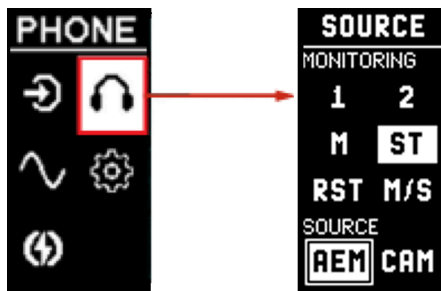 PHONE
SOURCE
MONITORING
1 2
M ST
RST M/S
SOURCE
AEM CAM